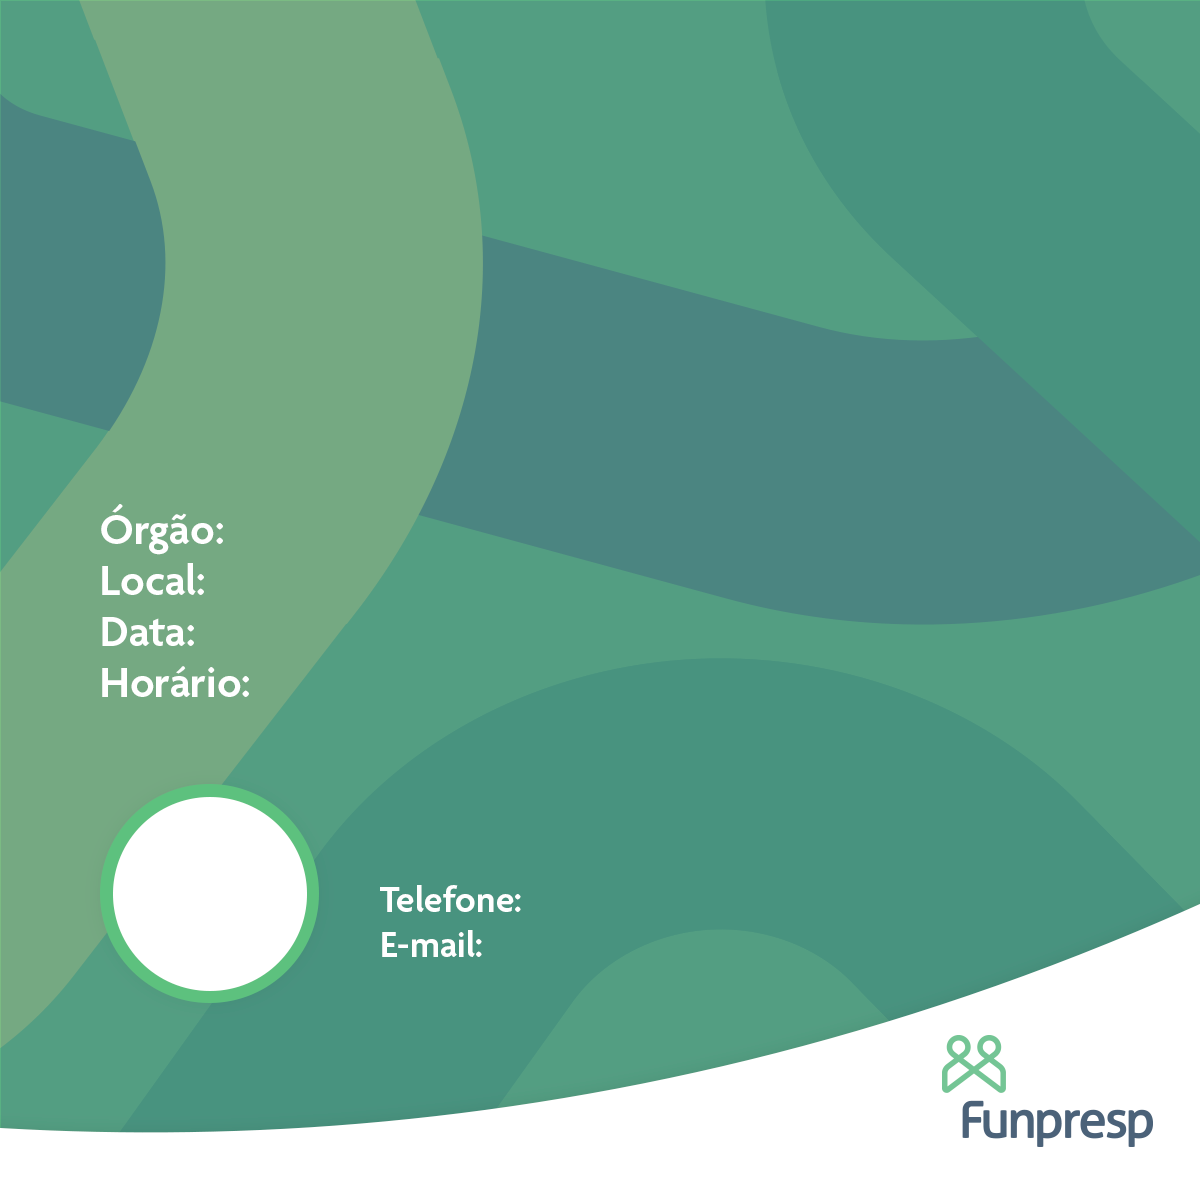 Órgão:
Local:
Data:
Horário:
Telefone:
E-mail:
Funpresp